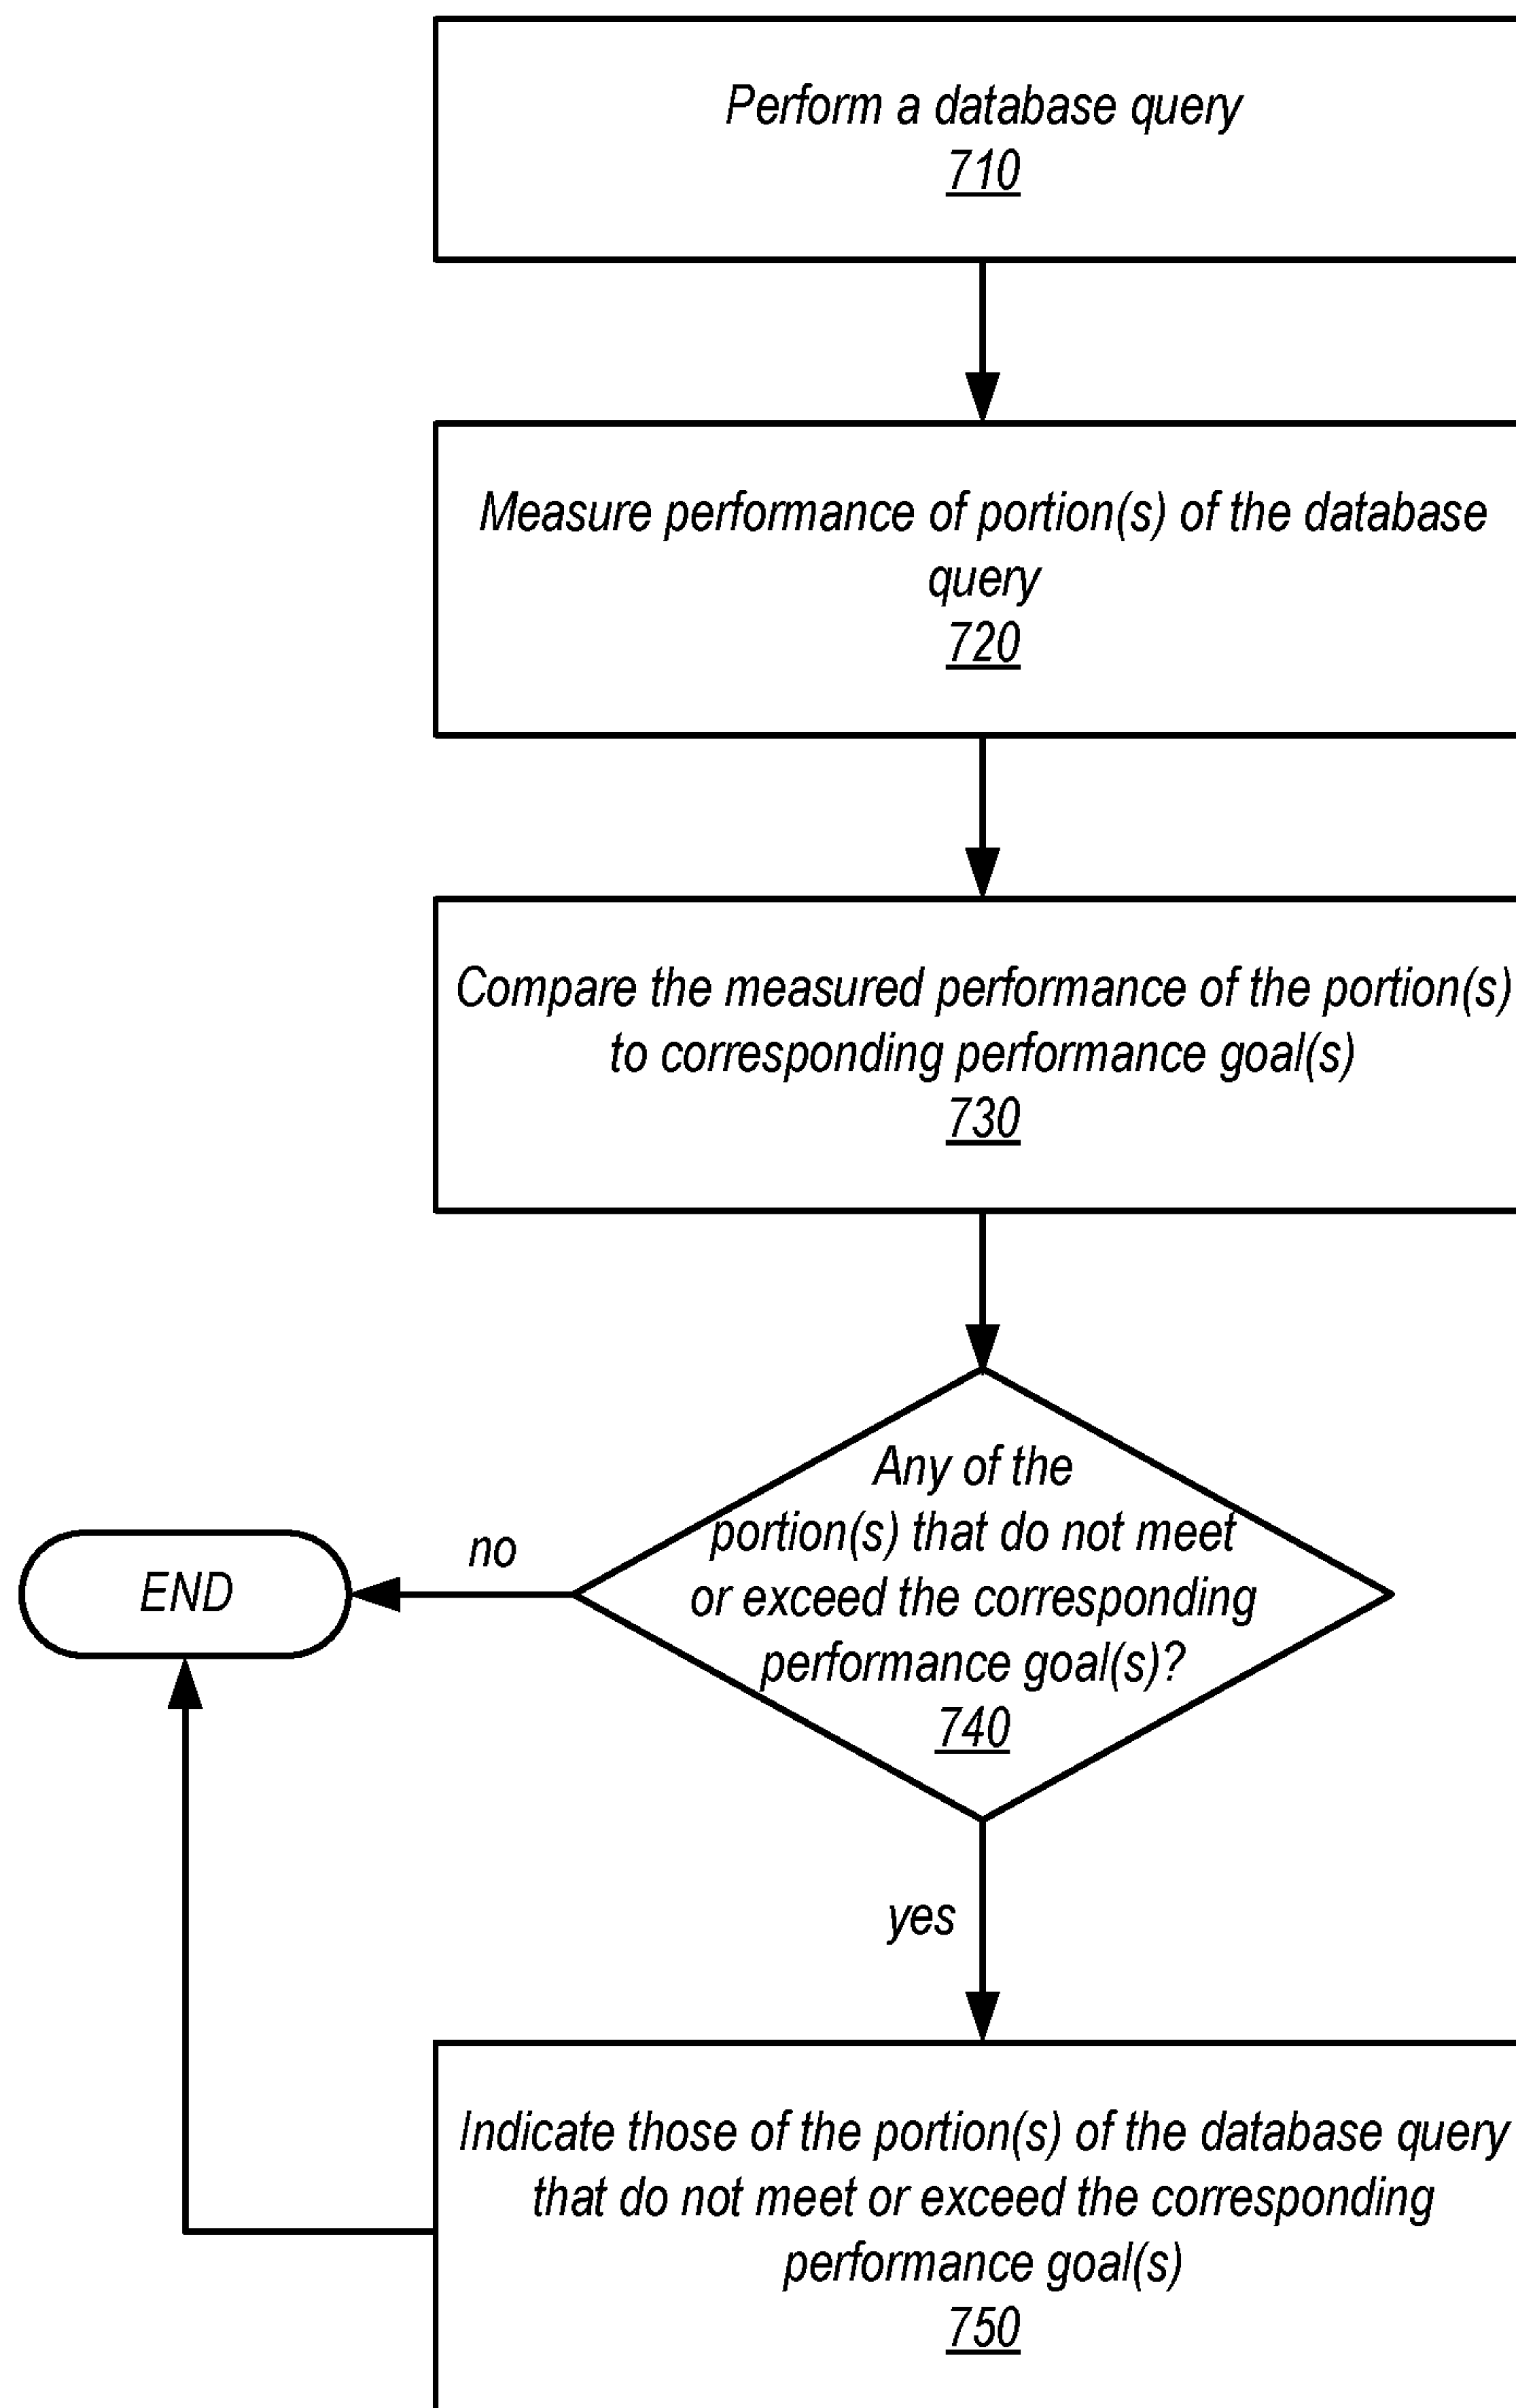 Perform a database query
710
Measure performance of portion(s) of the database
query
720
Compare the measured performance of the portion(s)
to corresponding performance goal(s)
730
Any of the
portion(s) that do not meet
or exceed the corresponding
performance goal(s)?
740
no
END
yes
Indicate those of the portion(s) of the database query
that do not meet or exceed the corresponding
performance goal(s)
750